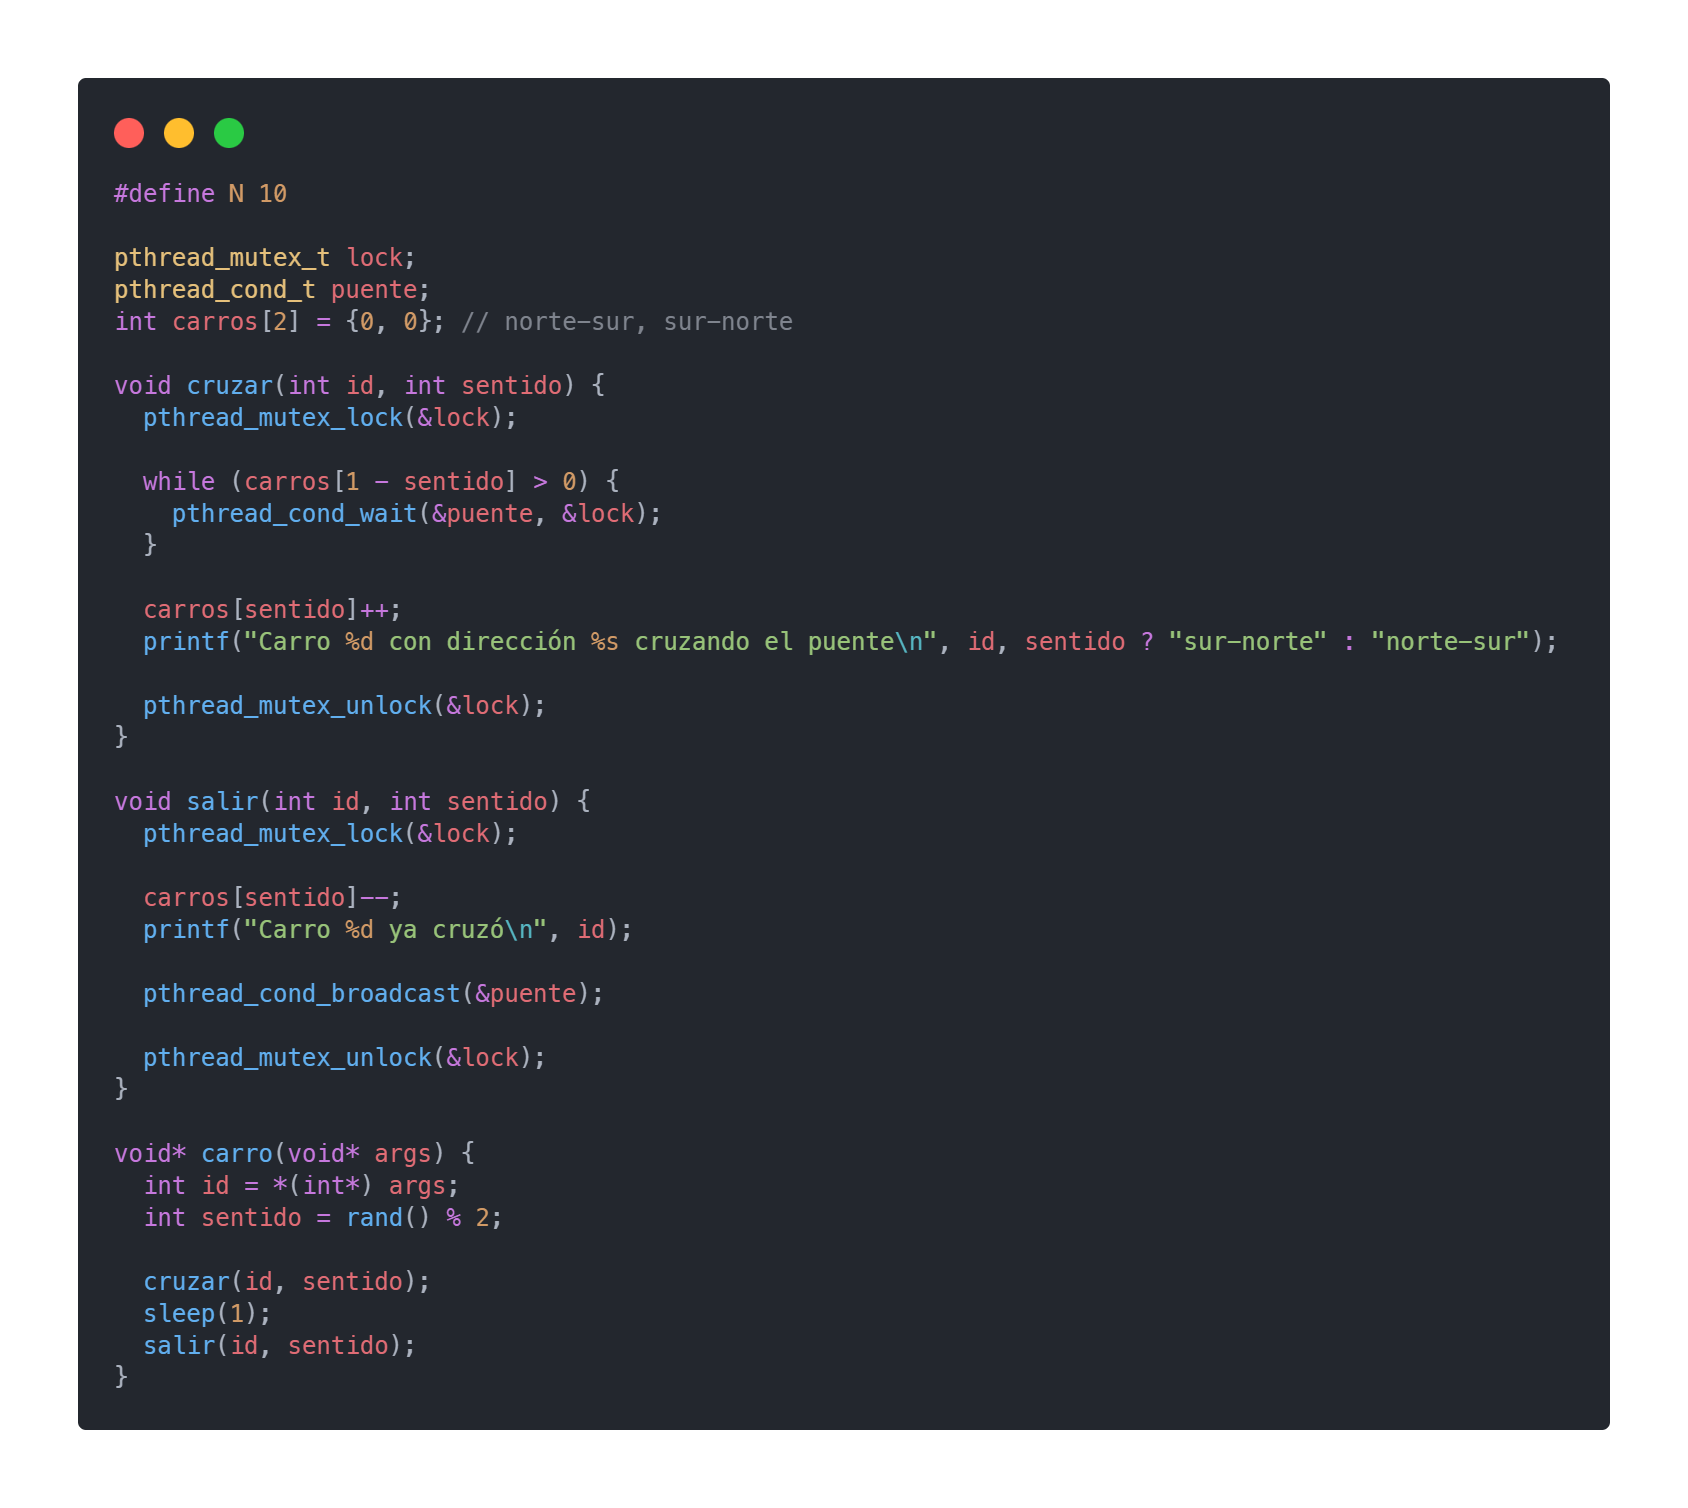 #define N 10
pthread_mutex_t lock;
pthread_cond_t puente;
int carros[2] = {0, 0}; // norte-sur, sur-norte
void cruzar(int id, int sentido) {
  pthread_mutex_lock(&lock);
  while (carros[1 - sentido] > 0) {
    pthread_cond_wait(&puente, &lock);
  }
  carros[sentido]++;
  printf("Carro %d con dirección %s cruzando el puente\n", id, sentido ? "sur-norte" : "norte-sur");
  pthread_mutex_unlock(&lock);
}
void salir(int id, int sentido) {
  pthread_mutex_lock(&lock);
  carros[sentido]--;
  printf("Carro %d ya cruzó\n", id);
  pthread_cond_broadcast(&puente);
  pthread_mutex_unlock(&lock);
}
void* carro(void* args) {
  int id = *(int*) args;
  int sentido = rand() % 2;
  cruzar(id, sentido);
  sleep(1);
  salir(id, sentido);
}